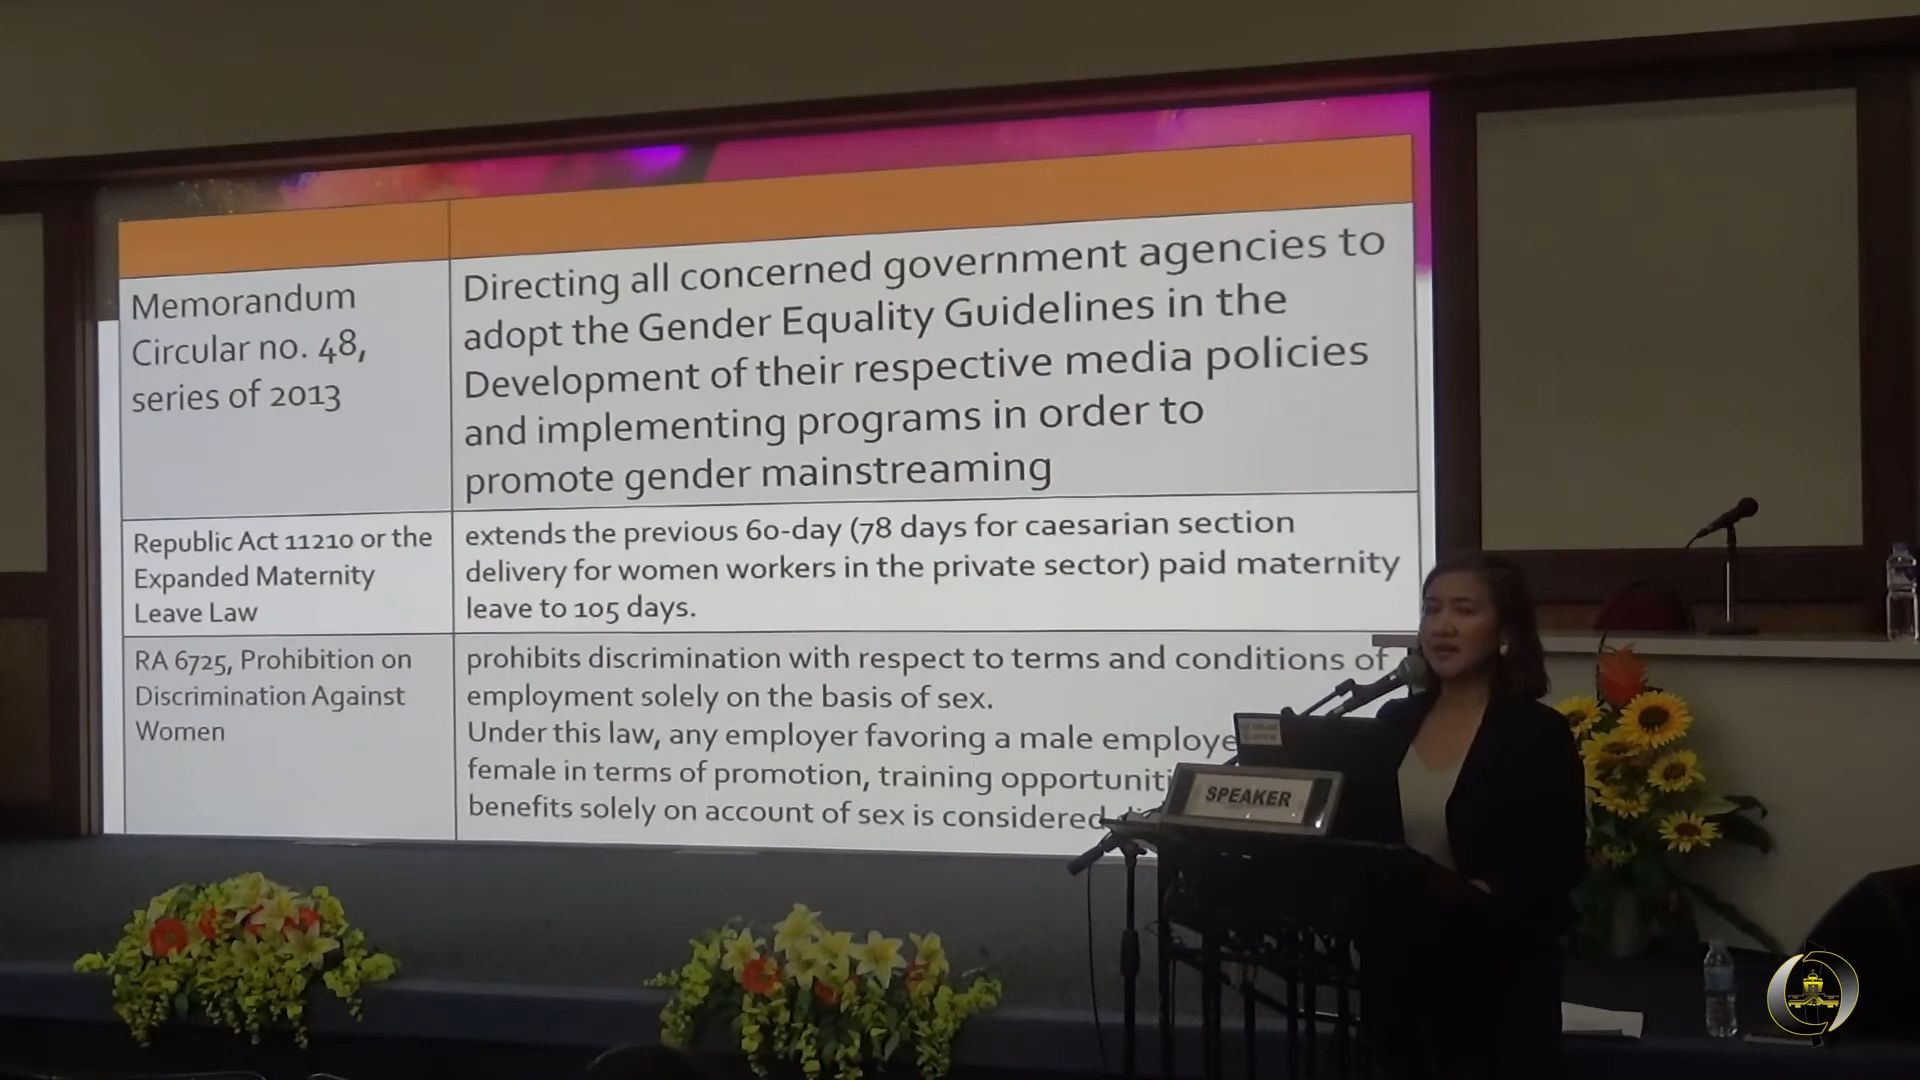 Memorandum
Circular no. 48,
series of 2013
Directing all concerned government agencies to
adopt the Gender Equality Guidelines in the
Development of their respective media policies
and implementing programs in order to
promote gender mainstreaming
Republic Act 11210 or the
Expanded Maternity
Leave Law
extends the previous 60-day (78 days for caesarian section
delivery for women workers in the private sector) paid maternity
leave to 105 days.
RA 6725, Prohibition on
Discrimination Against
Women
prohibits discrimination with respect to terms and conditions of
employment solely on the basis of sex.
Under this law, any employer favoring a male
female in terms of promotion, training
benefits solely on account of sex is considered
SPEAKER